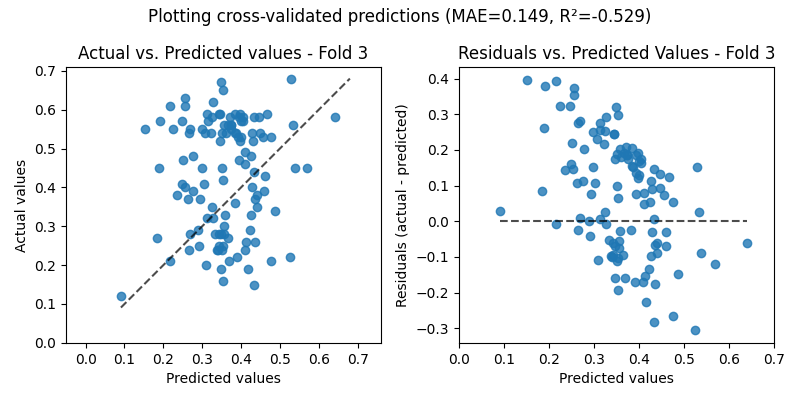 Plotting cross-validated predictions (MAE=0.149, R²=-0.529)
Actual vs. Predicted values - Fold 3
Actual values
0.7
0.6
0.5
0.4
0.3
0.2
0.1
0.0
0.0 0.1 0.2 0.3 0.4 0.5 0.6 0.7
Predicted values
Residuals vs. Predicted Values - Fold 3
Residuals (actual - predicted)
0.4
0.3
0.2
0.1
0.0
−0.1
−0.2
−0.3
0.0 0.1 0.2 0.3 0.4 0.5 0.6 0.7
Predicted values